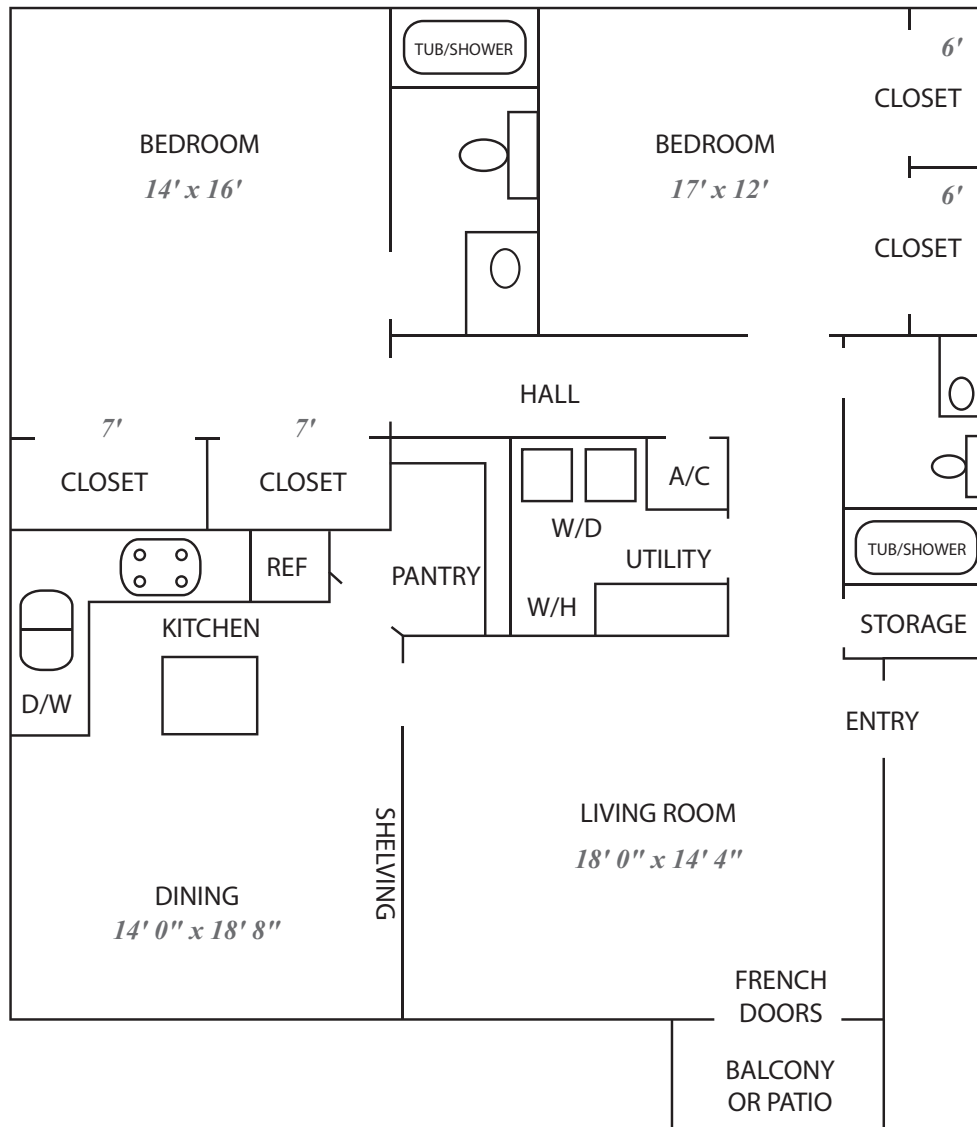 TUB/SHOWER
6'
CLOSET
BEDROOM
14' x 16'
BEDROOM
17' x 12'
6'
CLOSET
HALL
7'
7'
CLOSET
CLOSET
A/C
W/D
UTILITY
TUB/SHOWER
REF
PANTRY
W/H
KITCHEN
STORAGE
D/W
ENTRY
SHELVING
LIVING ROOM
18' 0" x 14' 4"
DINING
14' 0" x 18' 8"
FRENCH
DOORS
BALCONY
OR PATIO